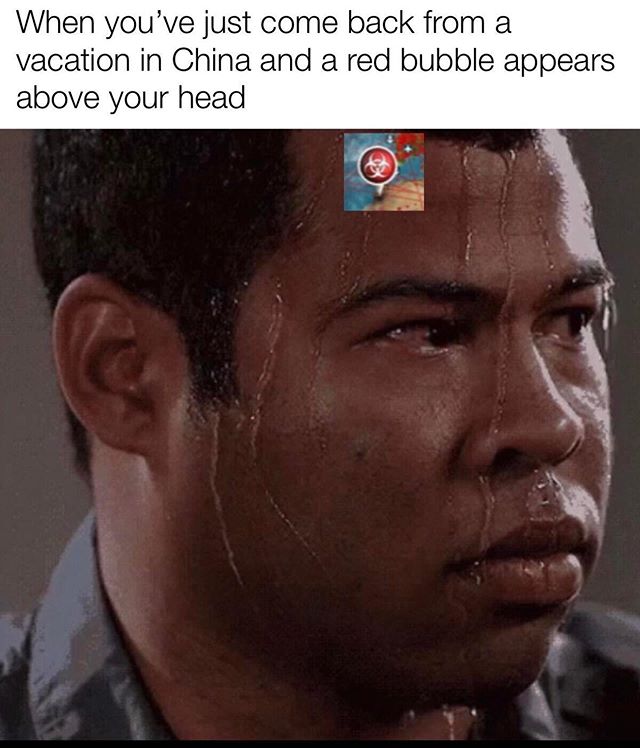 When you’ve just come back from a
vacation in China and a red bubble appears
above your head